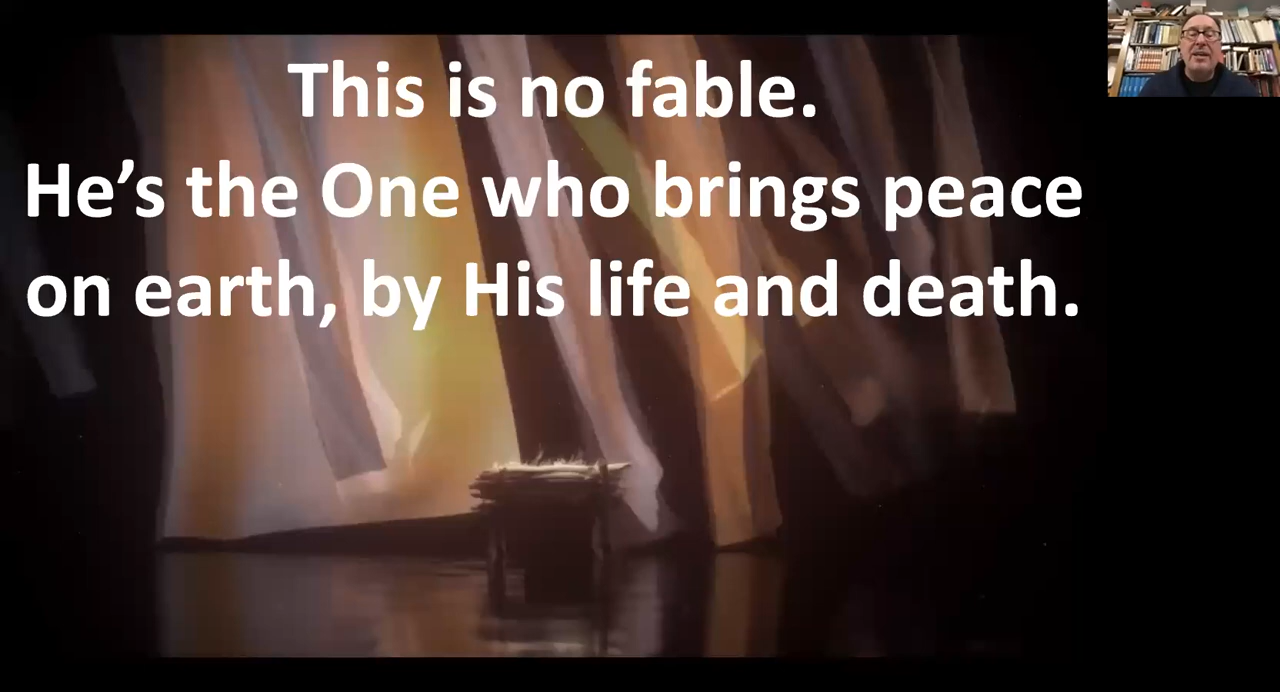 This is no fable.
He’s the One who brings peace
on earth, by His life and death.